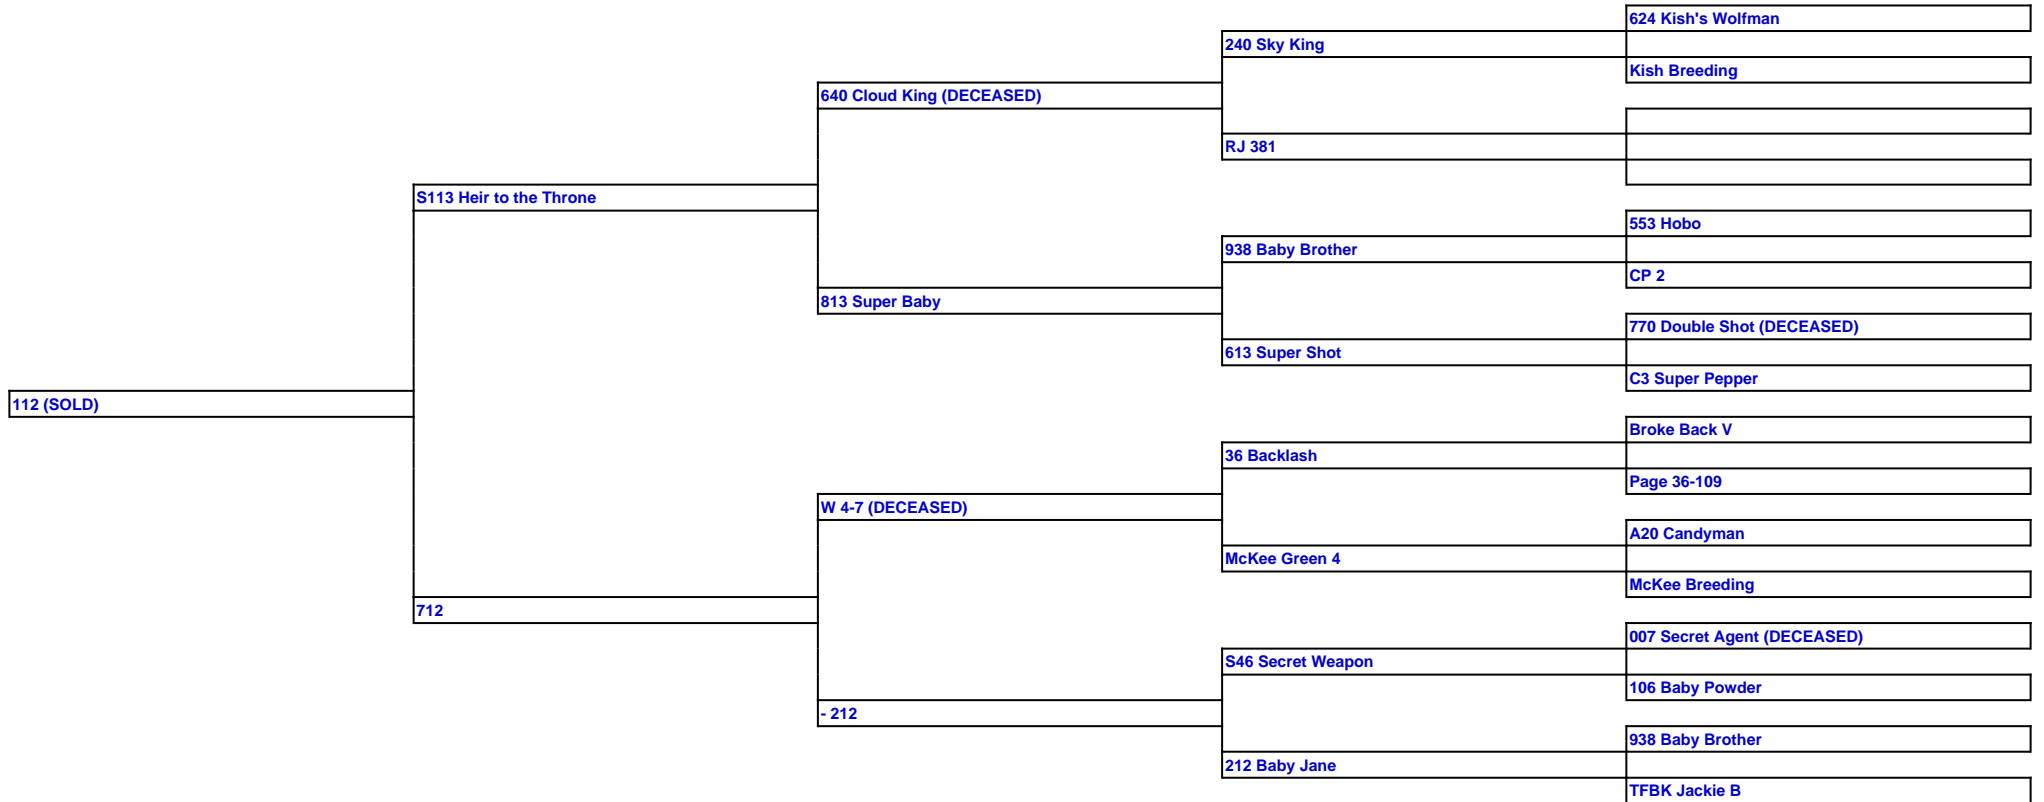 624 Kish's Wolfman
240 Sky King
Kish Breeding
640 Cloud King (DECEASED)
RJ 381
S113 Heir to the Throne
553 Hobo
938 Baby Brother
CP 2
813 Super Baby
770 Double Shot (DECEASED)
613 Super Shot
C3 Super Pepper
112 (SOLD)
Broke Back V
36 Backlash
Page 36-109
W 4-7 (DECEASED)
A20 Candyman
McKee Green 4
McKee Breeding
712
007 Secret Agent (DECEASED)
S46 Secret Weapon
106 Baby Powder
- 212
938 Baby Brother
212 Baby Jane
TFBK Jackie B